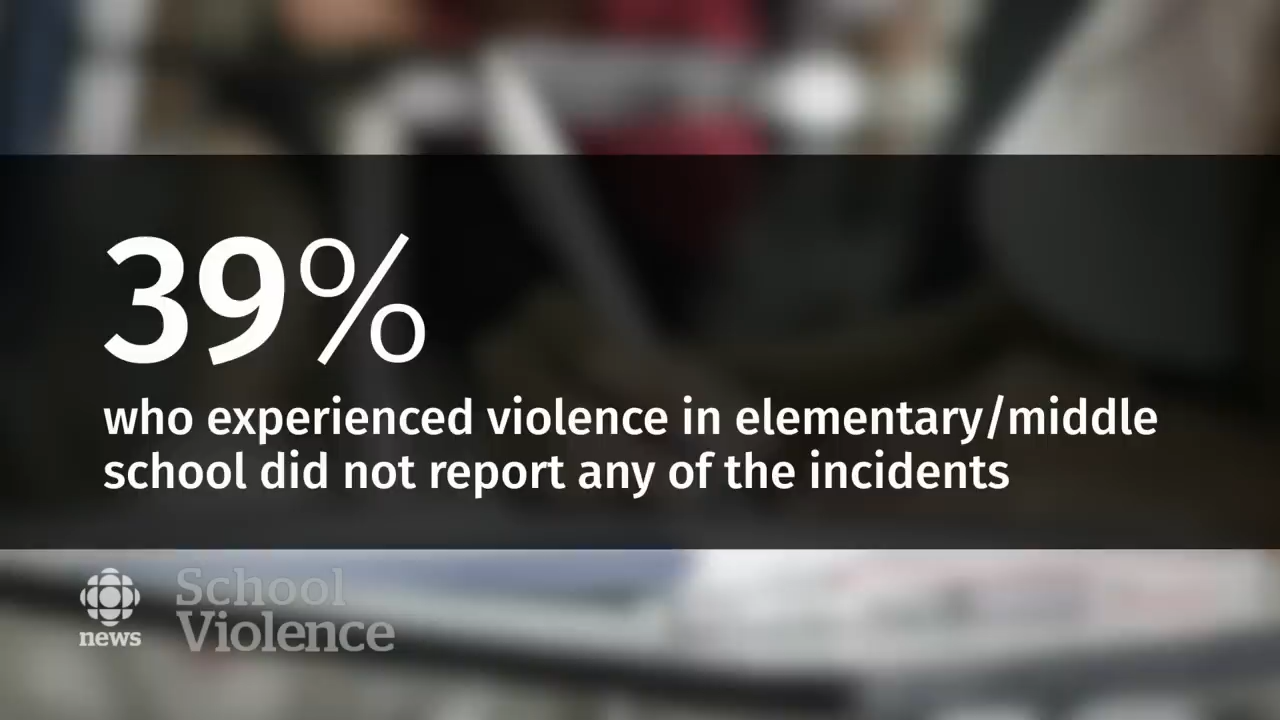 39%
who experienced violence in elementary/middle
school did not report any of the incidents
news
School
Violence